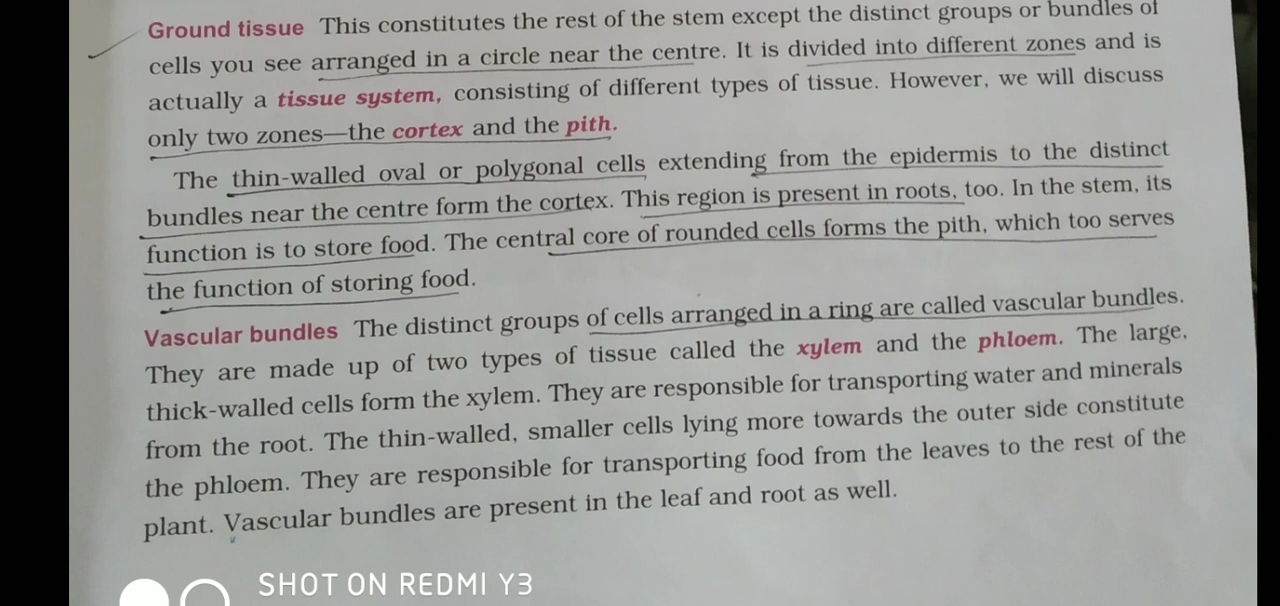 Ground tissue This constitutes the rest of the stem except the distinct groups or bundles of
cells you see arranged in a circle near the centre. It is divided into different zones and is
actually a tissue system, consisting of different types of tissue. However, we will discuss
only two zones—the cortex and the pith.
The thin-walled oval or polygonal cells extending from the epidermis to the distinct
bundles near the centre form the cortex. This region is present in roots, too. In the stem, its
function is to store food. The central core of rounded cells forms the pith, which too serves
the function of storing food.
Vascular bundles The distinct groups of cells arranged in a ring are called vascular bundles.
They are made up of two types of tissue called the xylem and the phloem. The large,
thick-walled cells form the xylem. They are responsible for transporting water and minerals
from the root. The thin-walled, smaller cells lying more towards the outer side constitute
the phloem. They are responsible for transporting food from the leaves to the rest of the
plant. Vascular bundles are present in the leaf and root as well.
SHOT ON REDMI Y3